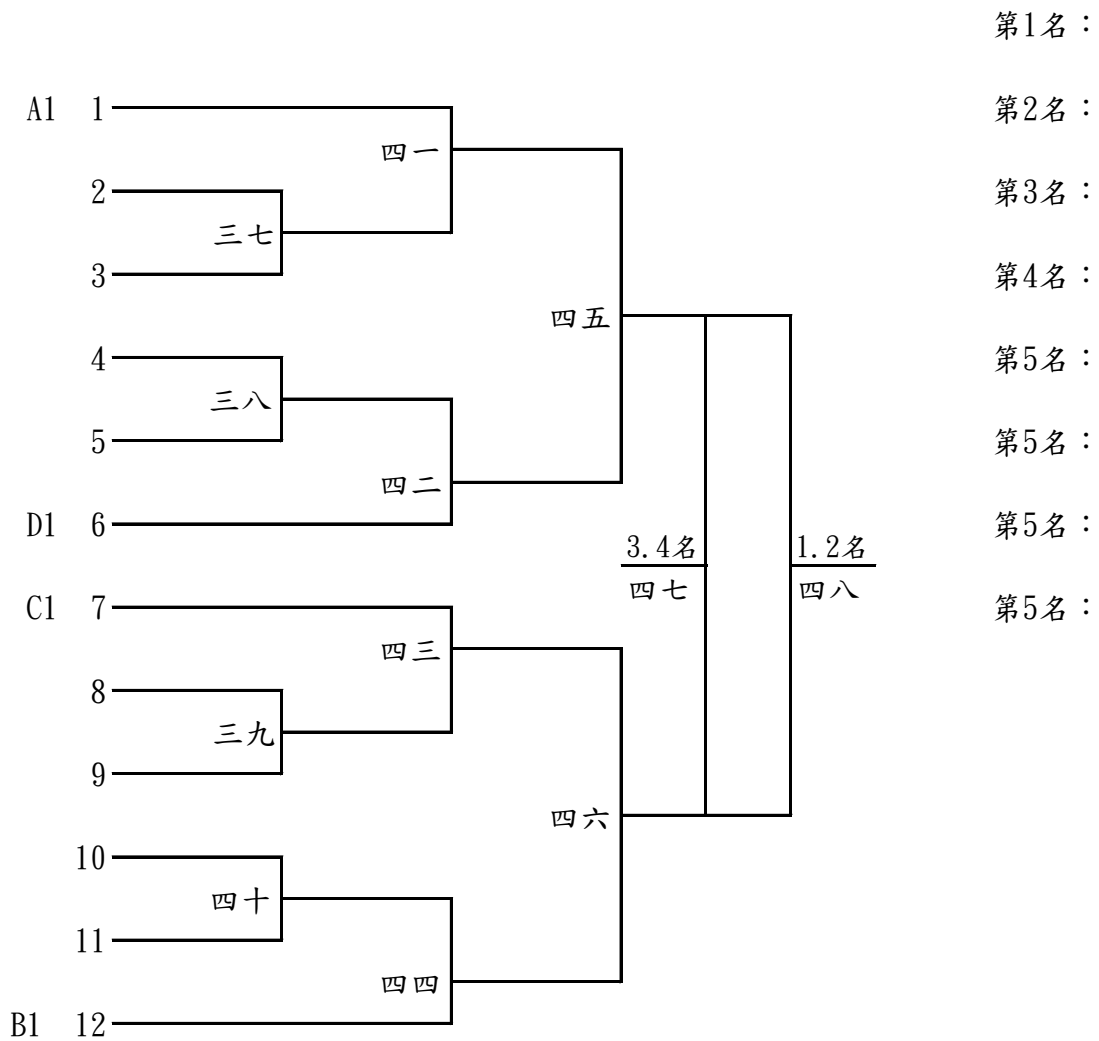 第1名：
A1 1
第2名：
四一
2
第3名：
三七
3
第4名：
四五
4
第5名：
三八
5
第5名：
四二
D1 6
第5名：
3.4名
1.2名
四七
四八
C1 7
第5名：
四三
8
三九
9
四六
10
四十
11
四四
B1 12